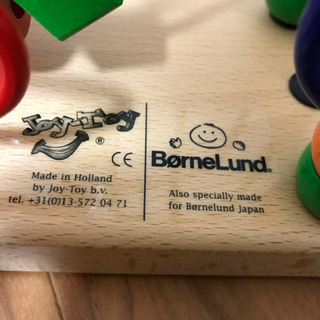 Joy-Toy
®
CE
Made in Holland
by Joy-Toy b.v.
tel. +31(0)13-572 04 71
BørneLund®
Also specially made
for Børnelund Japan